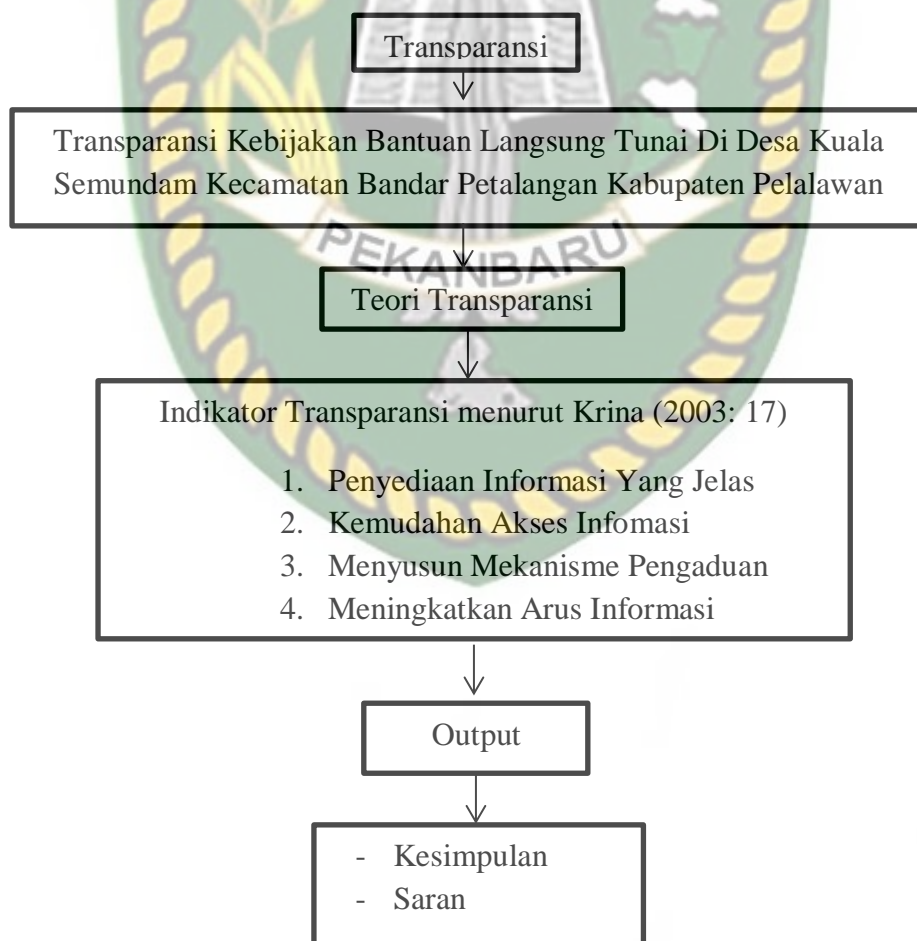 Transparansi
Transparansi Kebijakan Bantuan Langsung Tunai Di Desa Kuala
Semundam Kecamatan Bandar Petalangan Kabupaten Pelalawan
PEKANBARU
Teori Transparansi
Indikator Transparansi menurut Krina (2003: 17)
1. Penyediaan Informasi Yang Jelas
2. Kemudahan Akses Infomasi
3. Menyusun Mekanisme Pengaduan
4. Meningkatkan Arus Informasi
Output
- Kesimpulan
- Saran